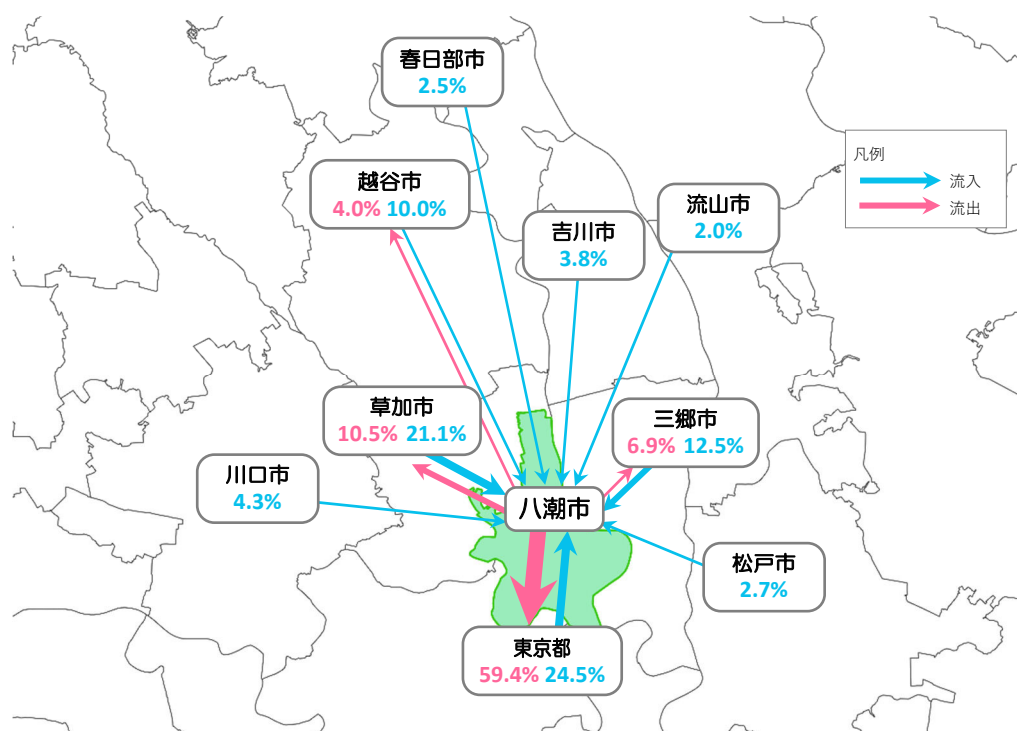 春日部市
2.5%
凡例
流入
流出
越谷市
4.0% 10.0%
流山市
2.0%
吉川市
3.8%
草加市
10.5% 21.1%
三郷市
6.9% 12.5%
川口市
4.3%
八潮市
松戸市
2.7%
東京都
59.4% 24.5%